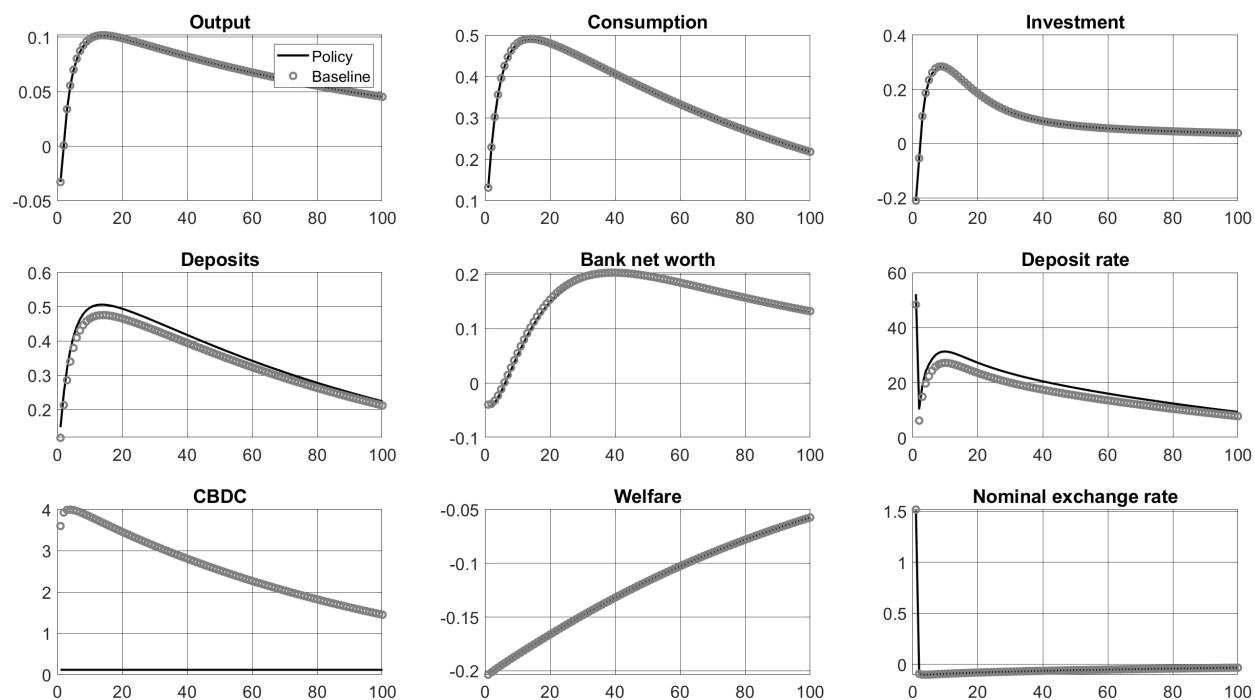 Output
0.1
0.05
0
-0.05
0 20 40 60 80 100
Policy
Baseline
Consumption
0.5
0.4
0.3
0.2
0.1
0 20 40 60 80 100
Investment
0.4
0.2
0
-0.2
0 20 40 60 80 100
Deposits
0.6
0.5
0.4
0.3
0.2
0 20 40 60 80 100
Bank net worth
0.2
0.1
0
-0.1
0 20 40 60 80 100
Deposit rate
60
40
20
0
0 20 40 60 80 100
CBDC
4
3
2
1
0
0 20 40 60 80 100
Welfare
-0.05
-0.1
-0.15
-0.2
0 20 40 60 80 100
Nominal exchange rate
1.5
1
0.5
0
0 20 40 60 80 100